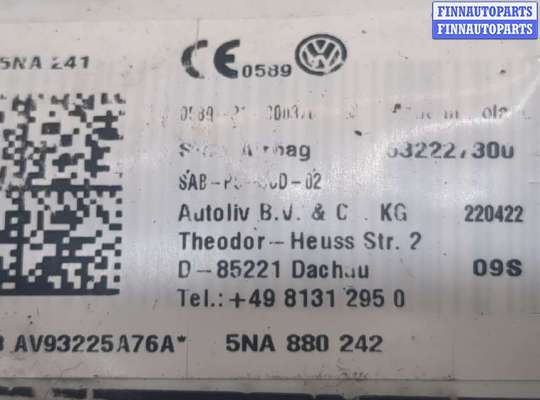 FINNAUTOPARTS
FINNAUTOPARTS
5NA 241
CE 0589
Airbag 632227300
Autoliv B.V. & C . KG 220422
Theodor-Heuss Str. 2
D-85221 Dachau 09S
Tel.: +49 8131 295 0
AV93225A76A* 5NA 880 242